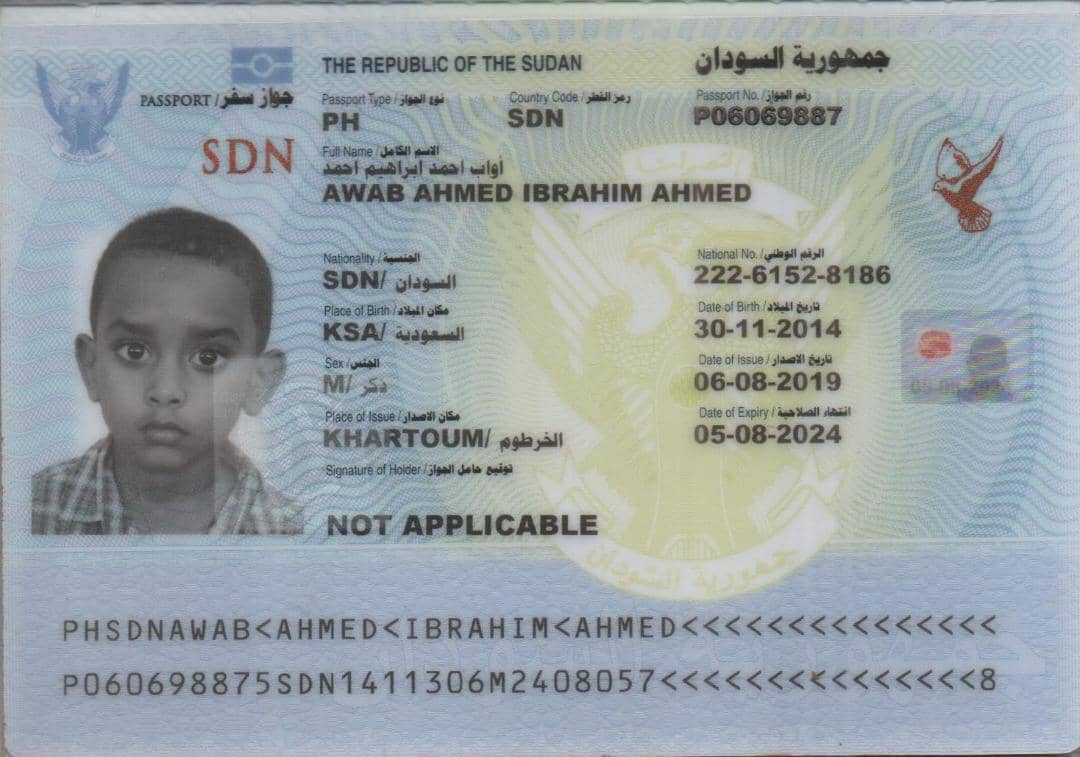 THE REPUBLIC OF THE SUDAN
جمهورية السودان
PASSPORT / جواز سفر
SDN
Passport Type / نوع الجواز
PH
Country Code / رمز القطر
SDN
Passport No. / رقم الجواز
P06069887
Full Name / الاسم الكامل
أواب احمد ابراهيم احمد
AWAB AHMED IBRAHIM AHMED
النصر لنا
Nationality / الجنسية
SDN/ السودان
National No. / الرقم الوطني
222-6152-8186
Place of Birth / مكان الميلاد
KSA/ السعودية
Date of Birth / تاريخ الميلاد
30-11-2014
Sex / الجنس
M/ ذكر
Date of Issue / تاريخ الاصدار
06-08-2019
Place of Issue / مكان الاصدار
KHARTOUM/ الخرطوم
Date of Expiry / انتهاء الصلاحية
05-08-2024
Signature of Holder / توقيع حامل الجواز
NOT APPLICABLE
جمهورية السودان
PHSDNAWAB<AHMED<IBRAHIM<AHMED<<<<<<<<<<<<<<<
P060698875SDN1411306M2408057<<<<<<<<<<<<<<<8